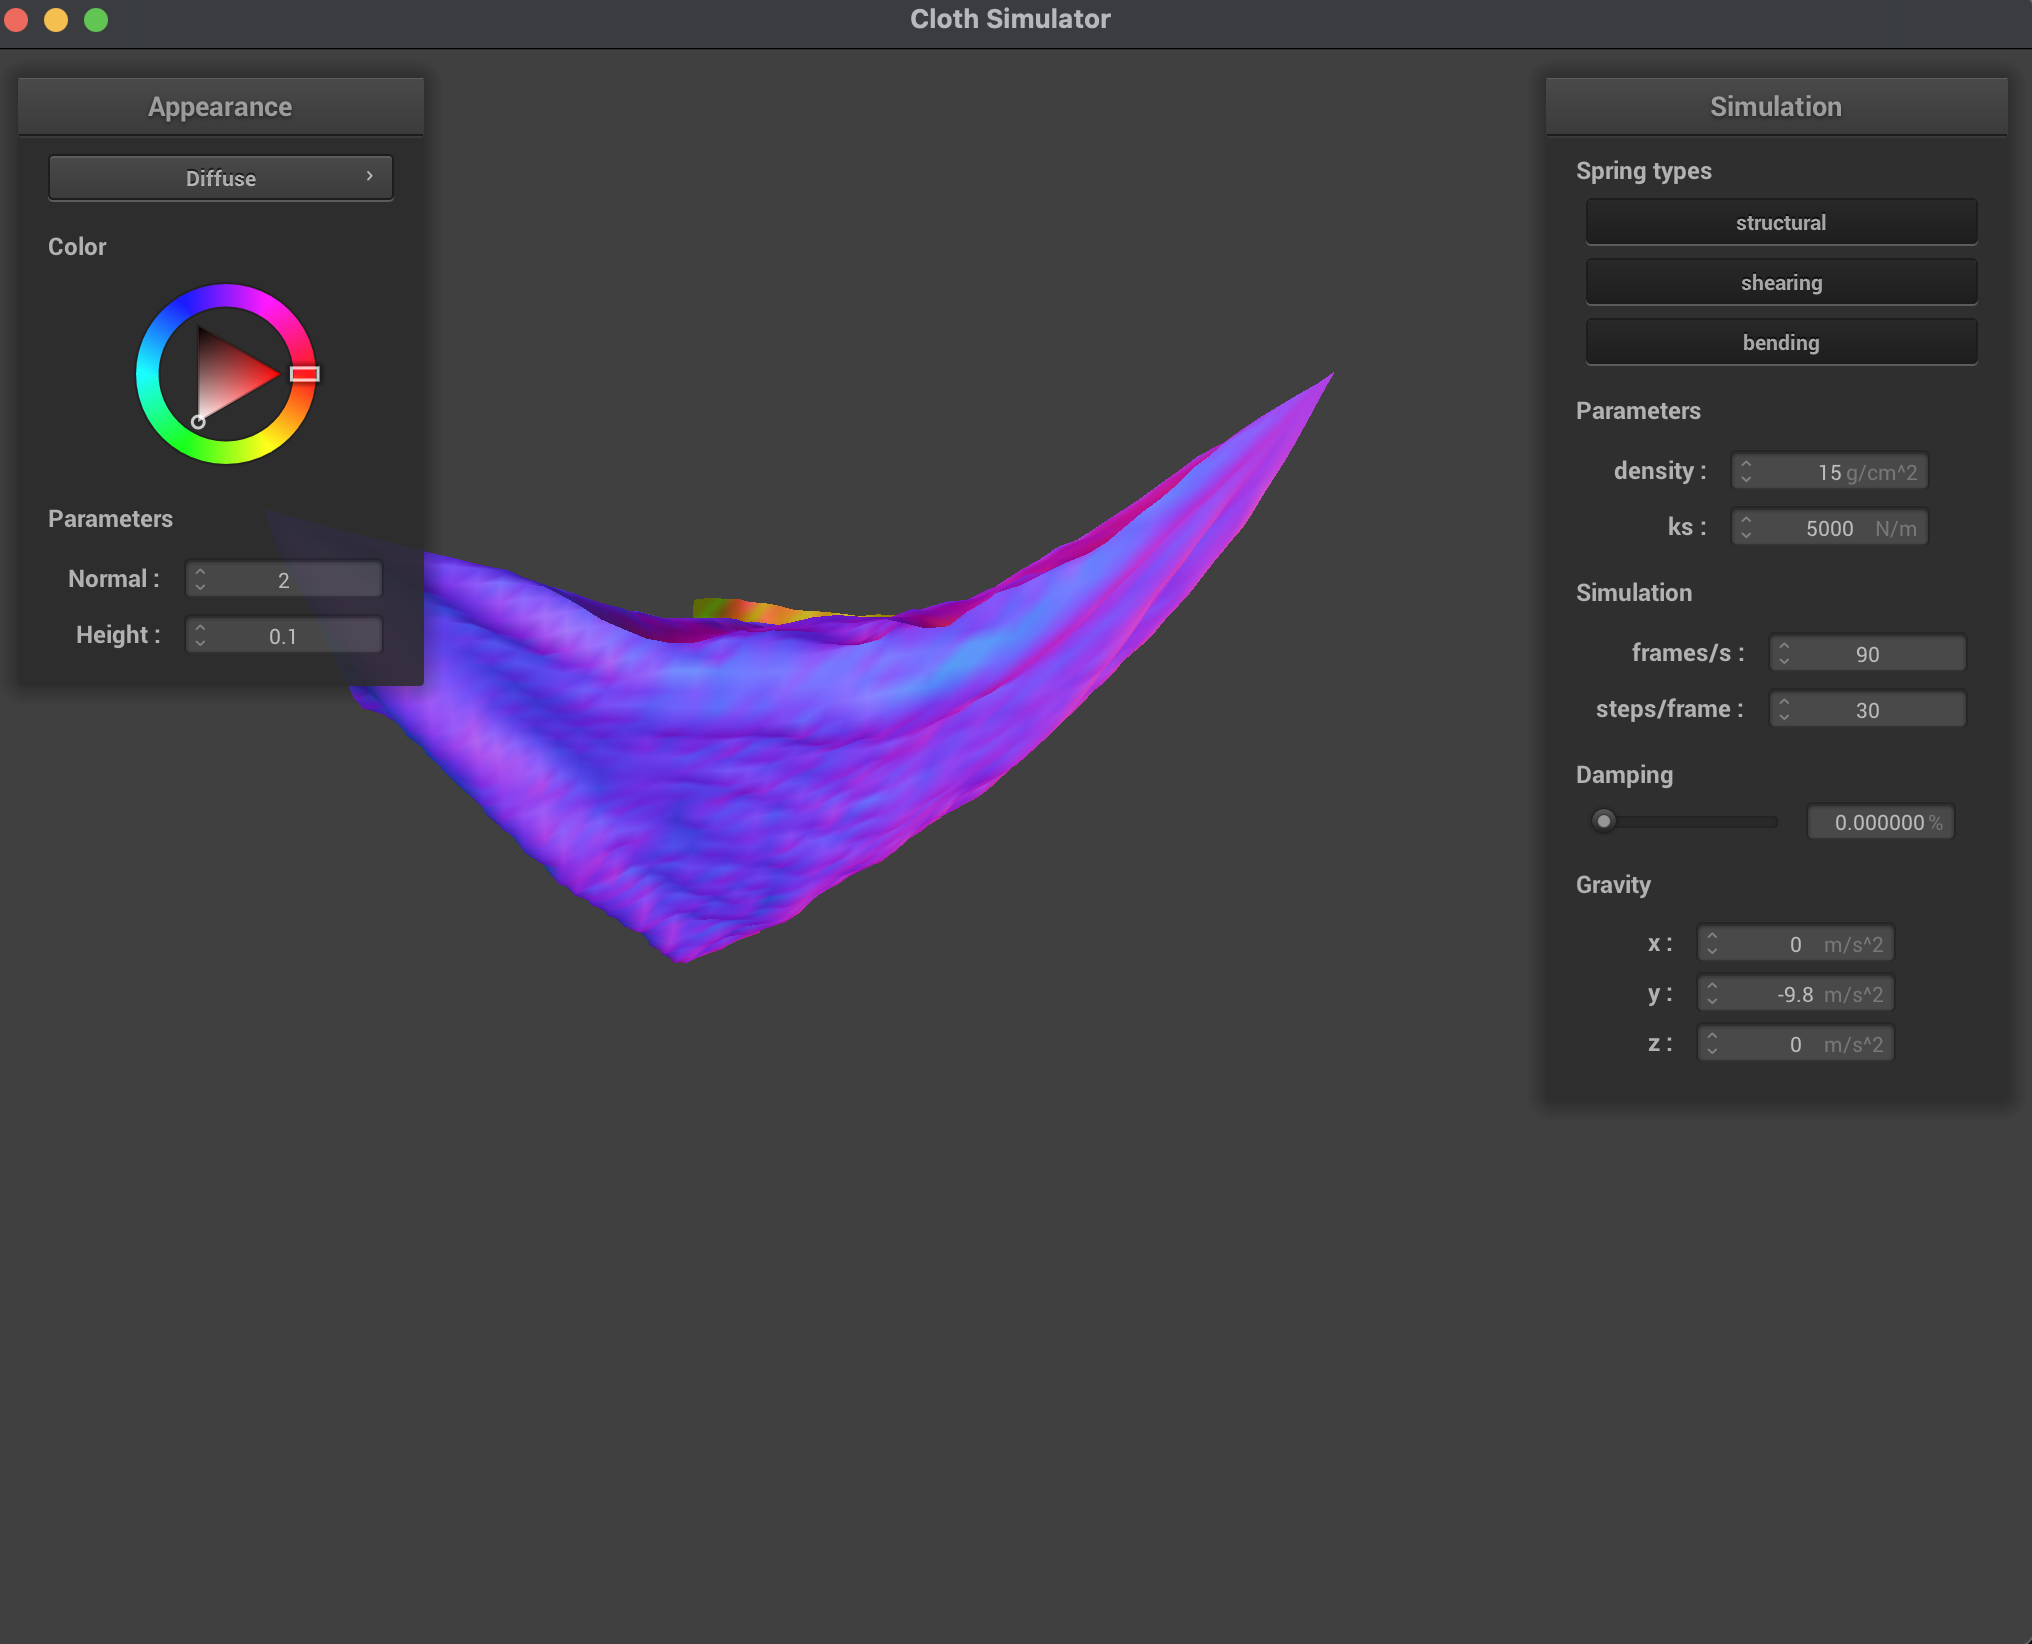 Cloth Simulator
Appearance
Diffuse
Color
Parameters
Normal : 2
Height : 0.1
Simulation
Spring types
structural
shearing
bending
Parameters
density : 15 g/cm^2
ks : 5000 N/m
Simulation
frames/s : 90
steps/frame : 30
Damping
0.000000 %
Gravity
x : 0 m/s^2
y : -9.8 m/s^2
z : 0 m/s^2